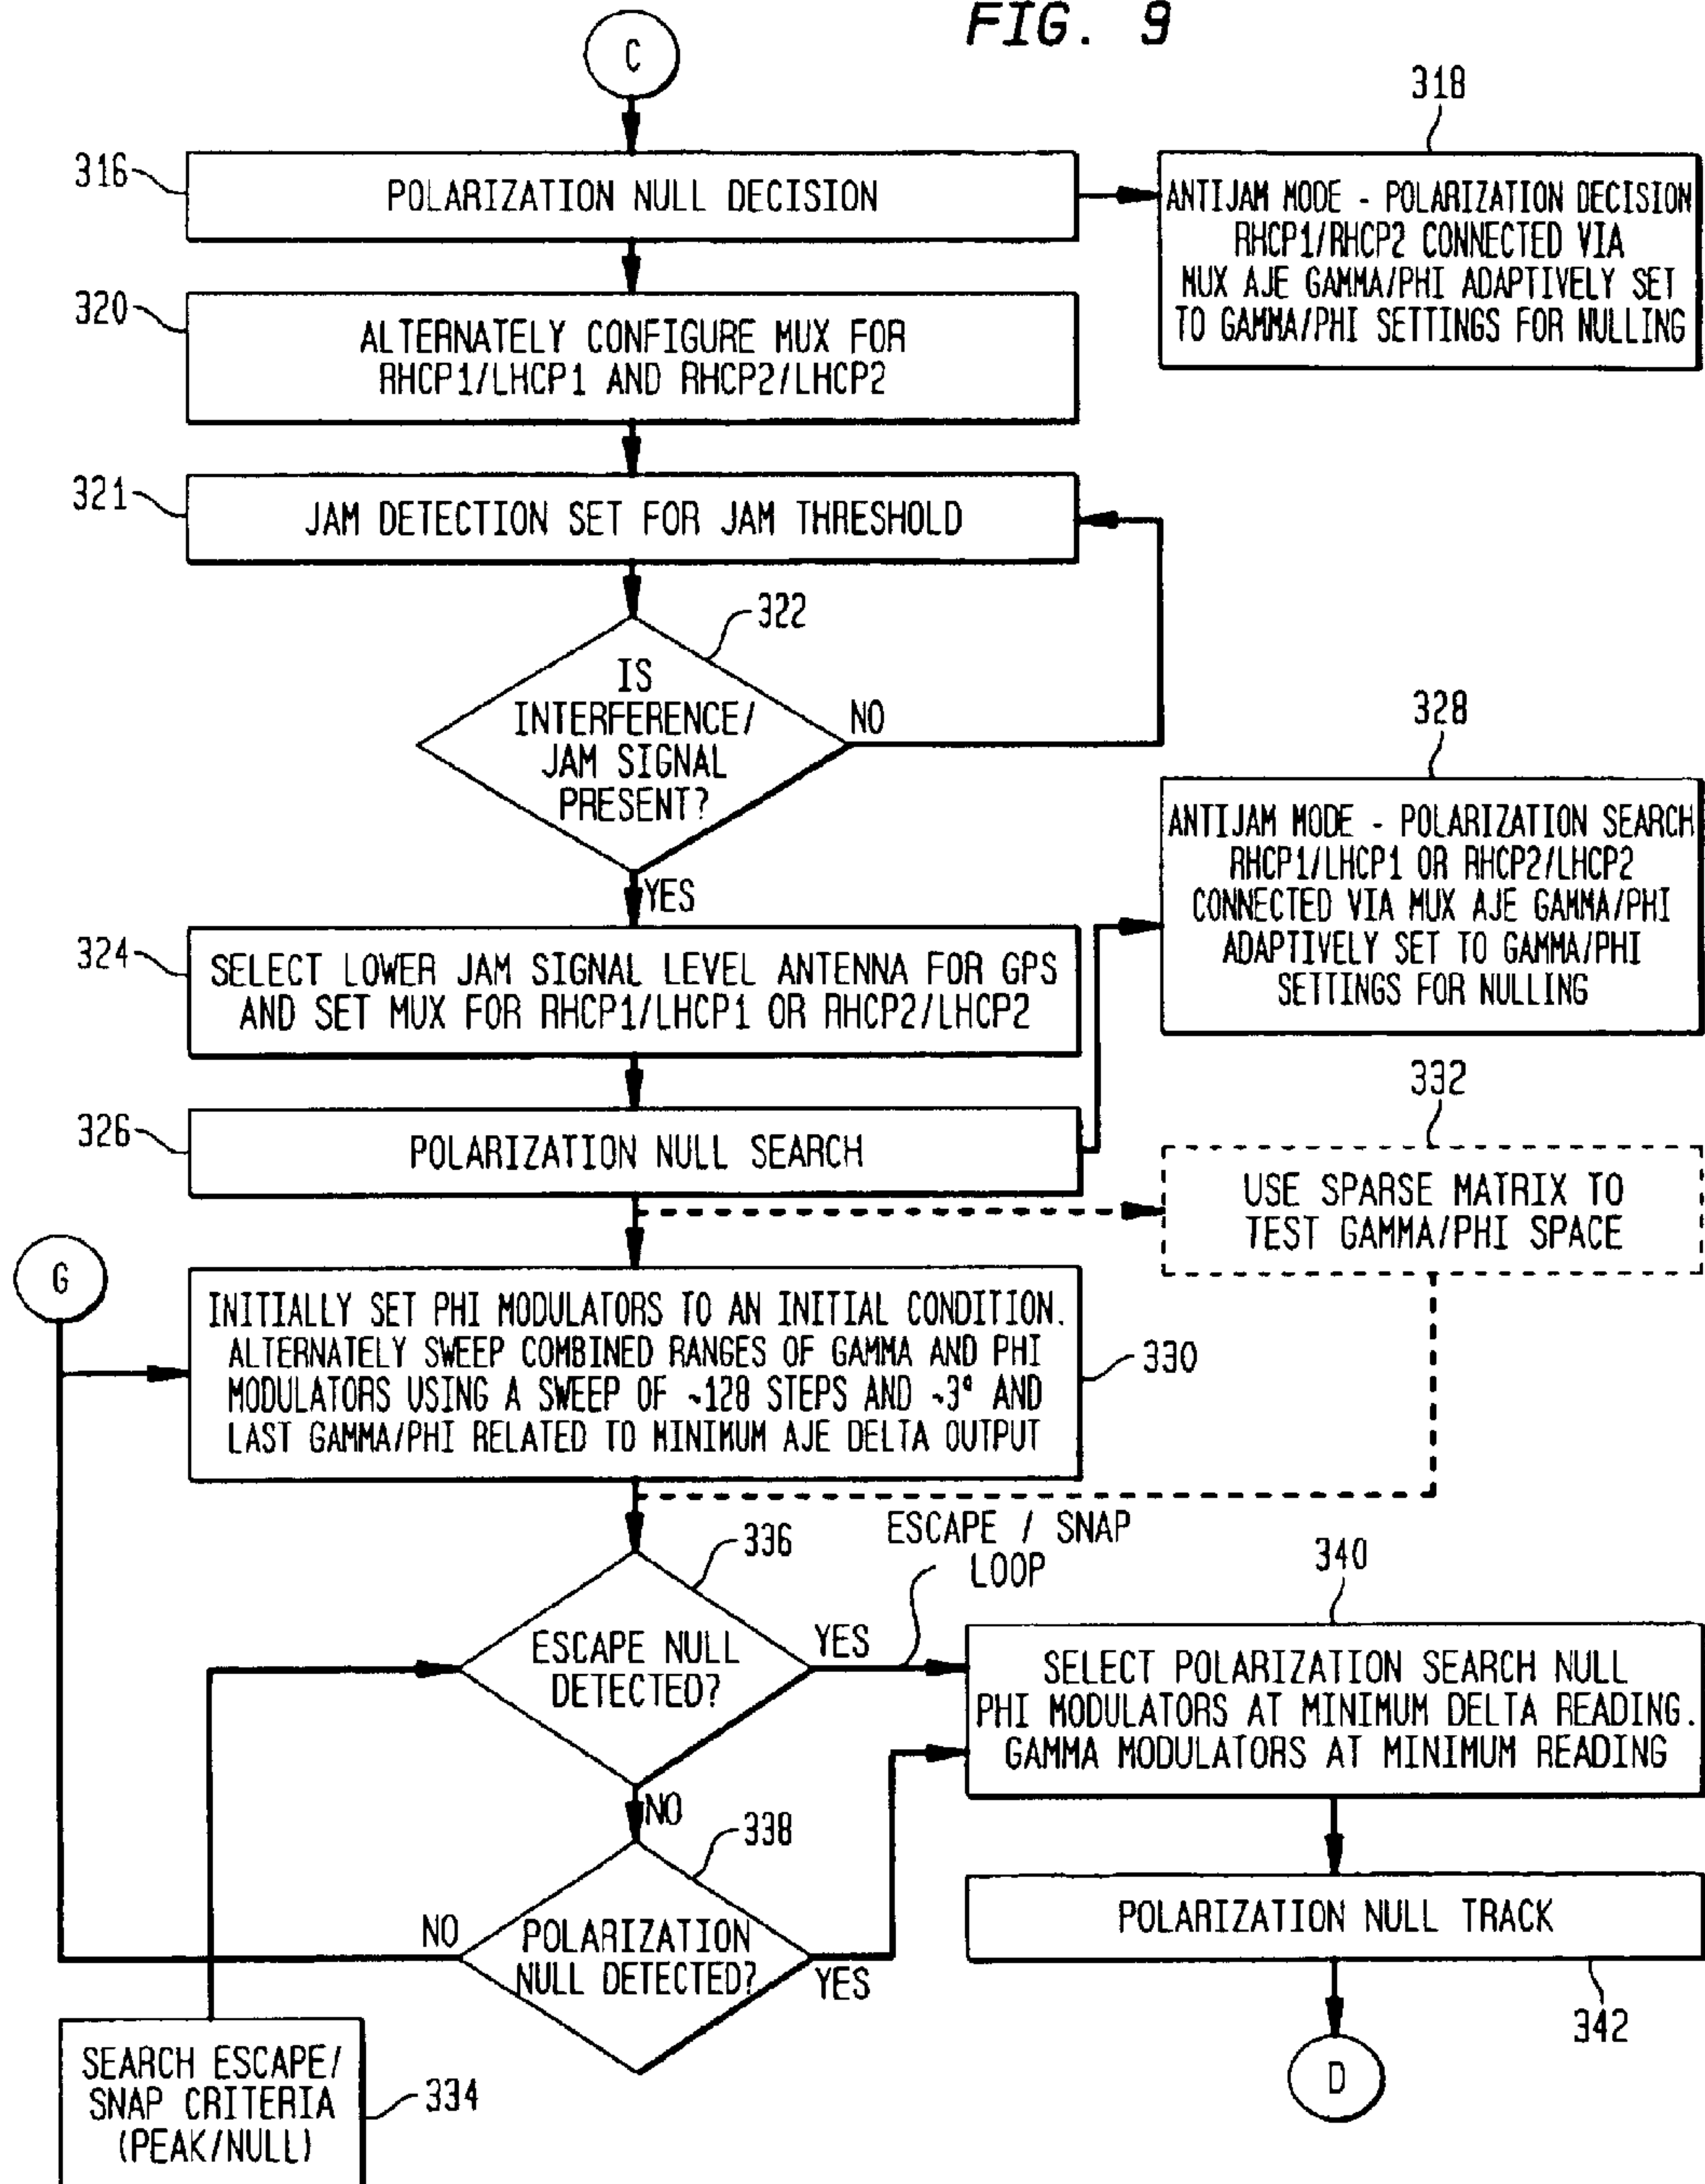 FIG. 9
C
318
316
POLARIZATION NULL DECISION
ANTIJAM MODE - POLARIZATION DECISION
RHCP1/RHCP2 CONNECTED VIA
MUX AJE GAMMA/PHI ADAPTIVELY SET
TO GAMMA/PHI SETTINGS FOR NULLING
320
ALTERNATELY CONFIGURE MUX FOR
RHCP1/LHCP1 AND RHCP2/LHCP2
321
JAM DETECTION SET FOR JAM THRESHOLD
322
IS
INTERFERENCE/
JAM SIGNAL
PRESENT?
NO
YES
328
ANTIJAM MODE - POLARIZATION SEARCH
RHCP1/LHCP1 OR RHCP2/LHCP2
CONNECTED VIA MUX AJE GAMMA/PHI
ADAPTIVELY SET TO GAMMA/PHI
SETTINGS FOR NULLING
324
SELECT LOWER JAM SIGNAL LEVEL ANTENNA FOR GPS
AND SET MUX FOR RHCP1/LHCP1 OR RHCP2/LHCP2
326
POLARIZATION NULL SEARCH
332
USE SPARSE MATRIX TO
TEST GAMMA/PHI SPACE
G
INITIALLY SET PHI MODULATORS TO AN INITIAL CONDITION.
ALTERNATELY SWEEP COMBINED RANGES OF GAMMA AND PHI
MODULATORS USING A SWEEP OF ~128 STEPS AND ~3° AND
LAST GAMMA/PHI RELATED TO MINIMUM AJE DELTA OUTPUT
330
336
ESCAPE / SNAP
LOOP
ESCAPE NULL
DETECTED?
YES
NO
340
SELECT POLARIZATION SEARCH NULL
PHI MODULATORS AT MINIMUM DELTA READING.
GAMMA MODULATORS AT MINIMUM READING
338
POLARIZATION
NULL DETECTED?
NO
YES
POLARIZATION NULL TRACK
342
D
SEARCH ESCAPE/
SNAP CRITERIA
(PEAK/NULL)
334